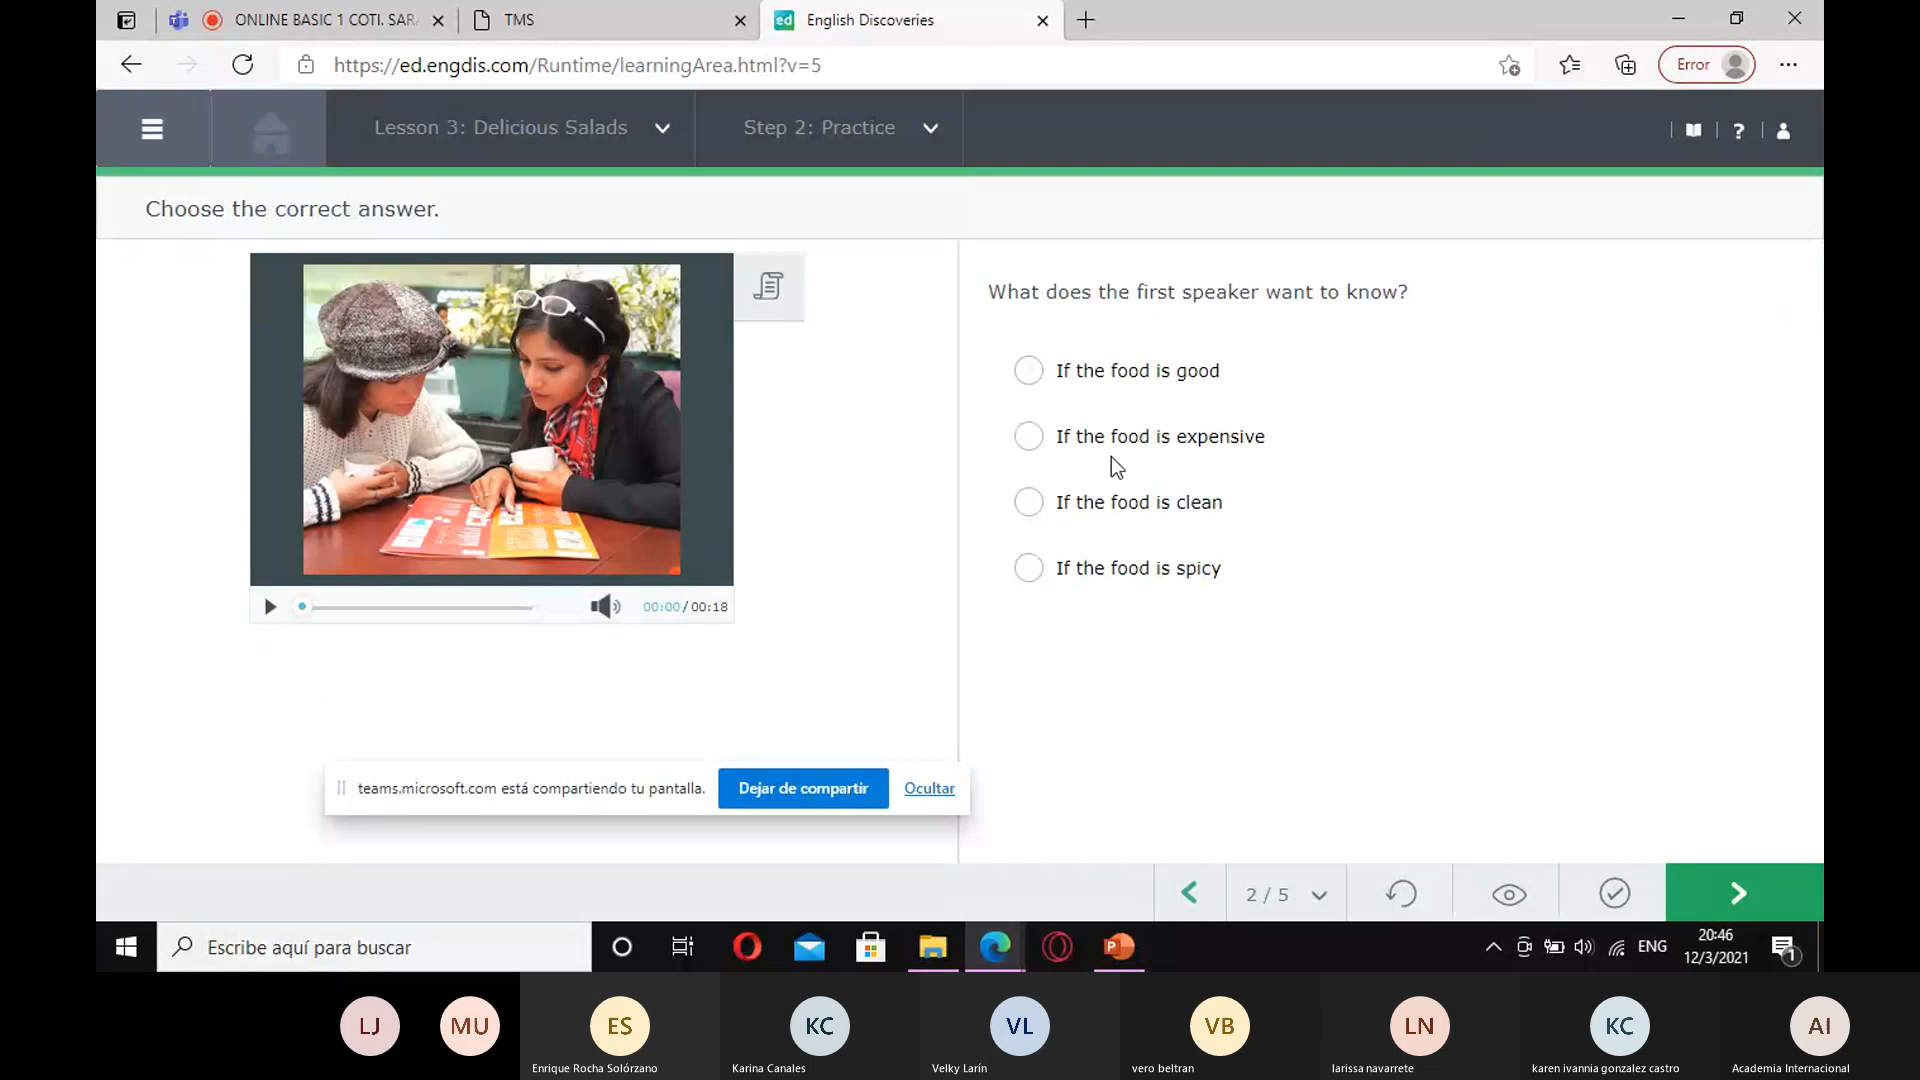 ONLINE BASIC 1 COTI. SAR
TMS
ed English Discoveries
https://ed.engdis.com/Runtime/learningArea.html?v=5
Error
Lesson 3: Delicious Salads
Step 2: Practice
?
Choose the correct answer.
What does the first speaker want to know?
If the food is good
If the food is expensive
If the food is clean
If the food is spicy
00:00 / 00:18
teams.microsoft.com está compartiendo tu pantalla.
Dejar de compartir
Ocultar
2 / 5
Escribe aquí para buscar
ENG
20:46
12/3/2021
1
LJ
MU
ES
KC
VL
VB
LN
KC
AI
Enrique Rocha Solórzano
Karina Canales
Velky Larín
vero beltran
larissa navarrete
karen ivannia gonzalez castro
Academia Internacional